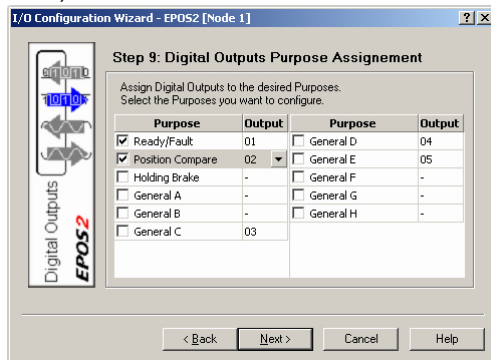 I/O Configuration Wizard - EPOS2 [Node 1]
Step 9: Digital Outputs Purpose Assignement
Assign Digital Outputs to the desired Purposes.
Select the Purposes you want to configure.
Purpose Output Purpose Output
Ready/Fault 01 General D 04
Position Compare 02 General E 05
Holding Brake - General F -
General A - General G -
General B - General H -
General C 03
Digital Outputs
EPOS2
< Back Next > Cancel Help